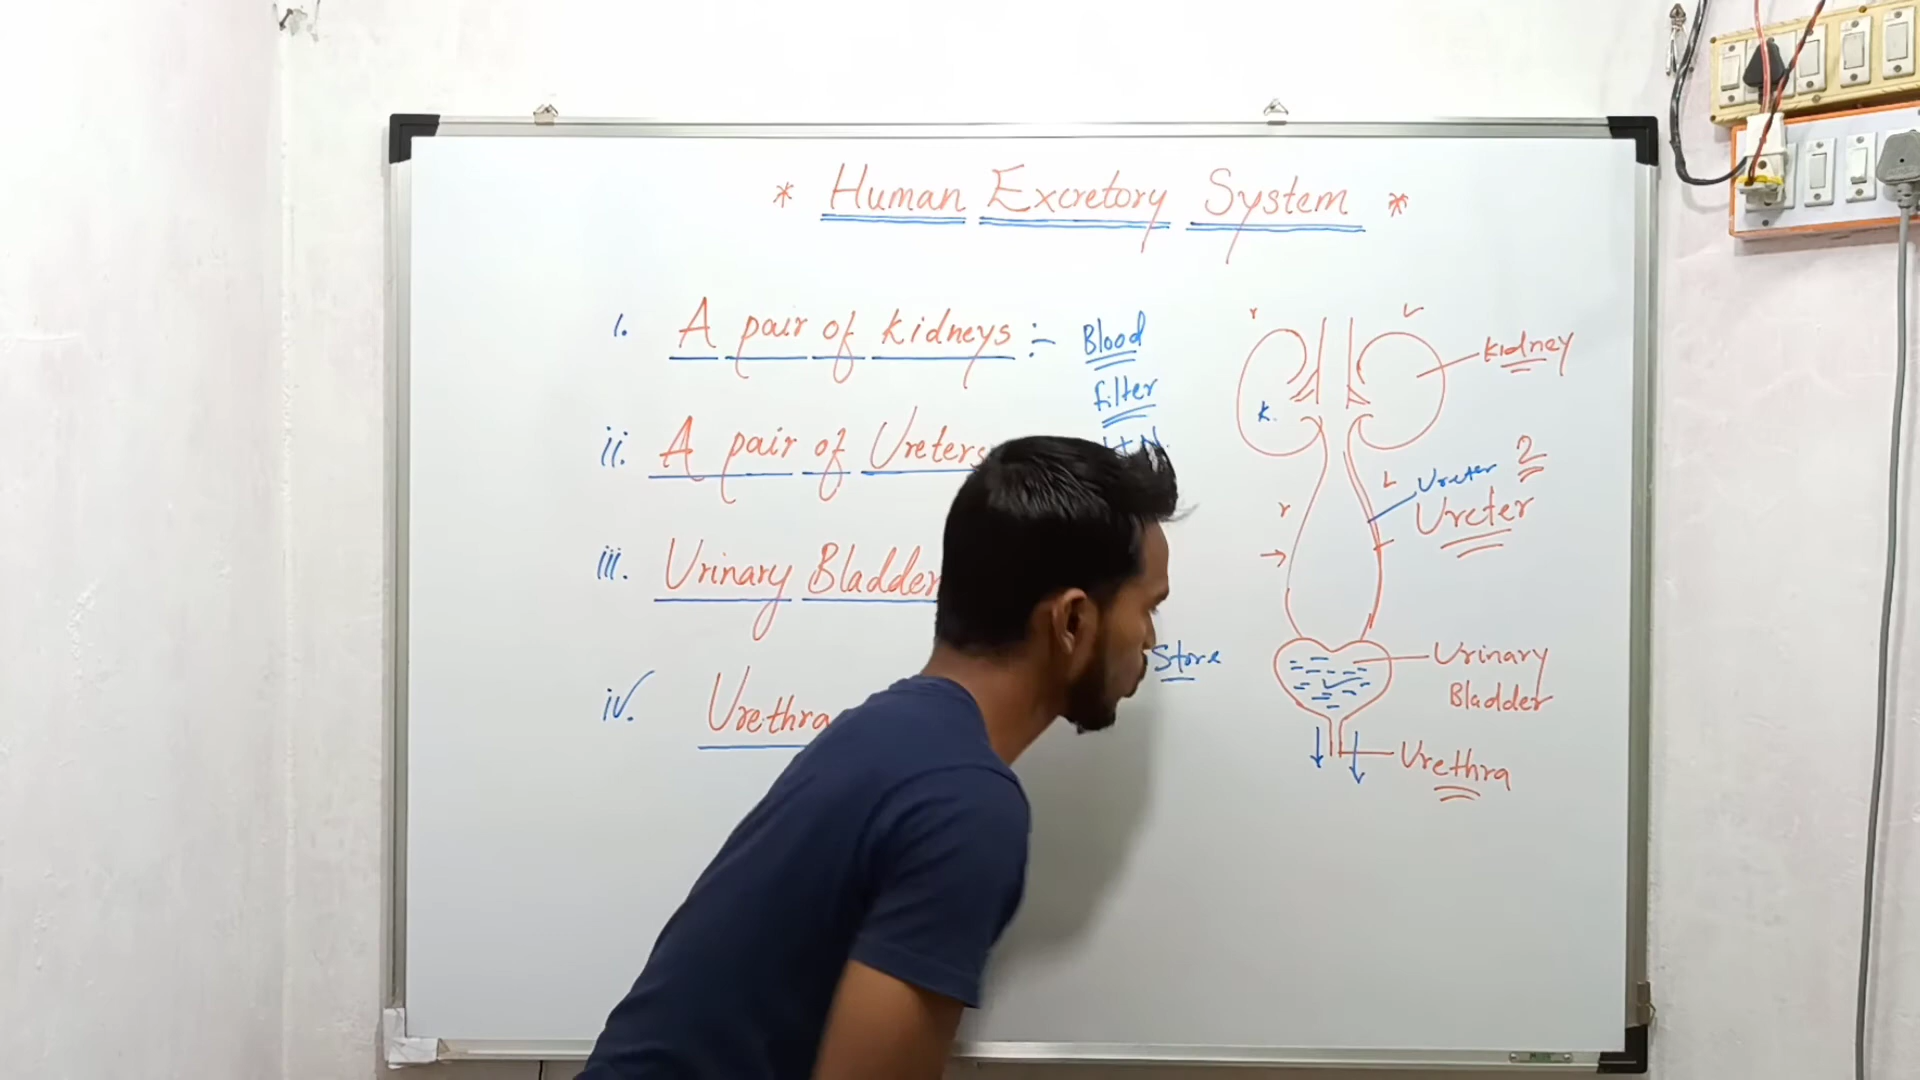 * Human Excretory System *
i. A pair of kidneys :- Blood
filter
ii. A pair of Ureters
iii. Urinary Bladder
Store
iv. Urethra
r L
Kidney
K.
L Ureter 2
r Ureter
Urinary
Bladder
Urethra